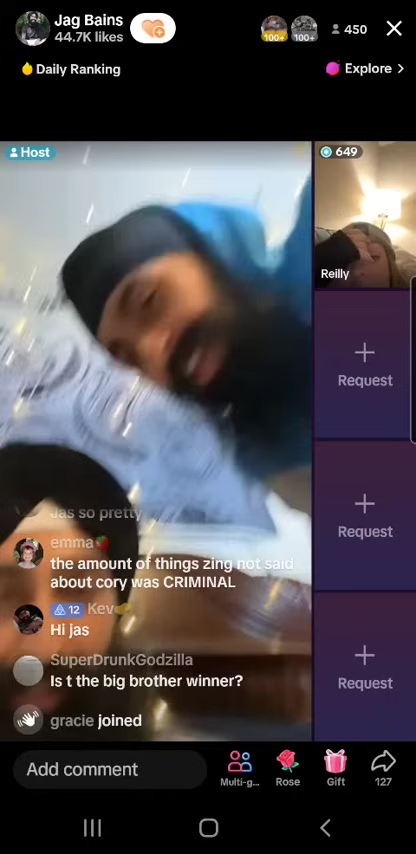 Jag Bains
44.7K likes
100+
100+
450
Daily Ranking
Explore >
Host
649
Reilly
Request
Request
Request
Jas so pretty
emma🍓
the amount of things zing not said
about cory was CRIMINAL
12 Kev
Hi jas
SuperDrunkGodzilla
Is t the big brother winner?
gracie joined
Add comment
Multi-g...
Rose
Gift
127